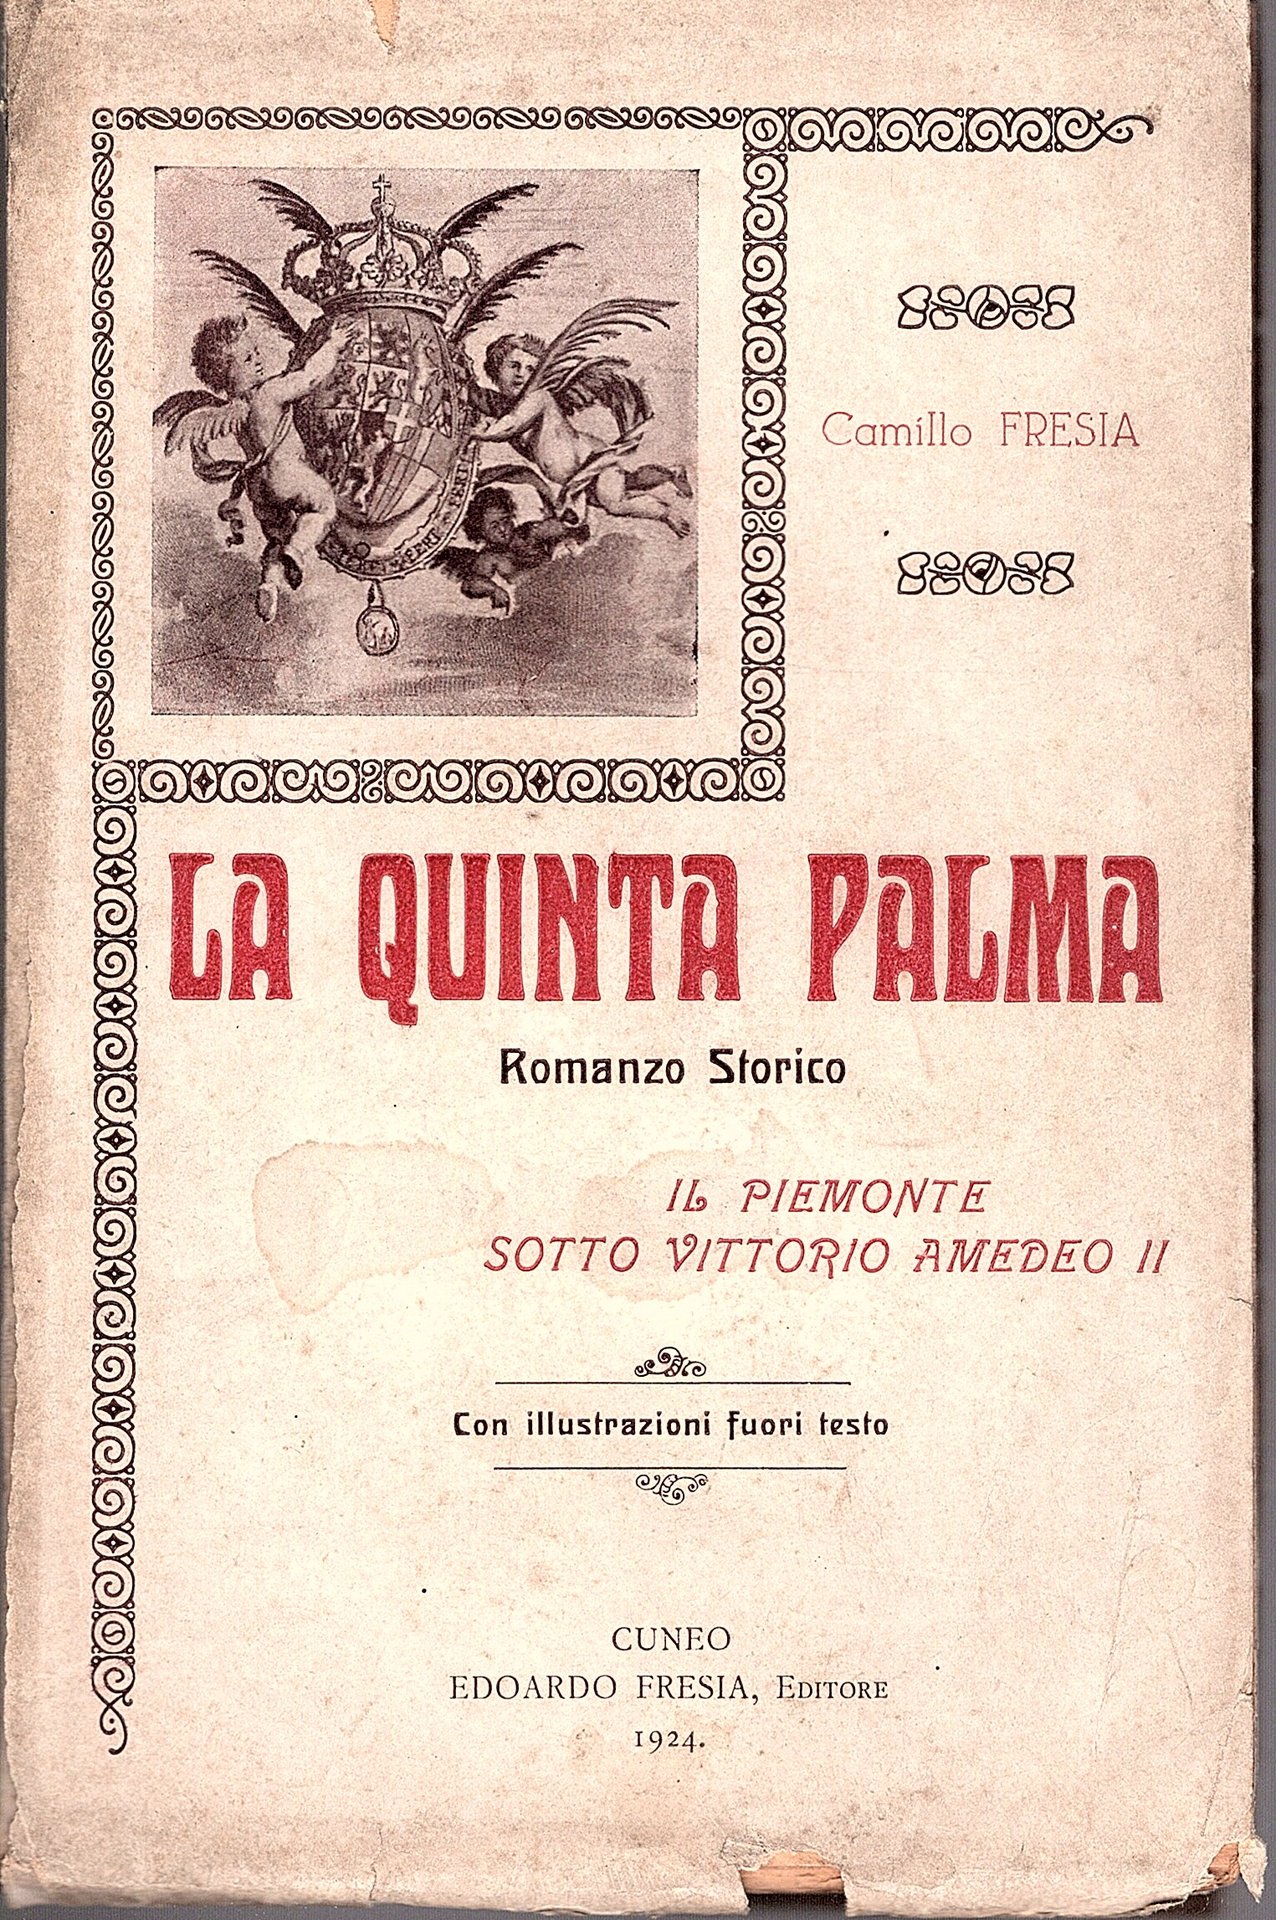 Camillo FRESIA
LA QUINTA PALMA
Romanzo Storico
IL PIEMONTE
SOTTO VITTORIO AMEDEO II
Con illustrazioni fuori testo
CUNEO
EDOARDO FRESIA, EDITORE
1924.